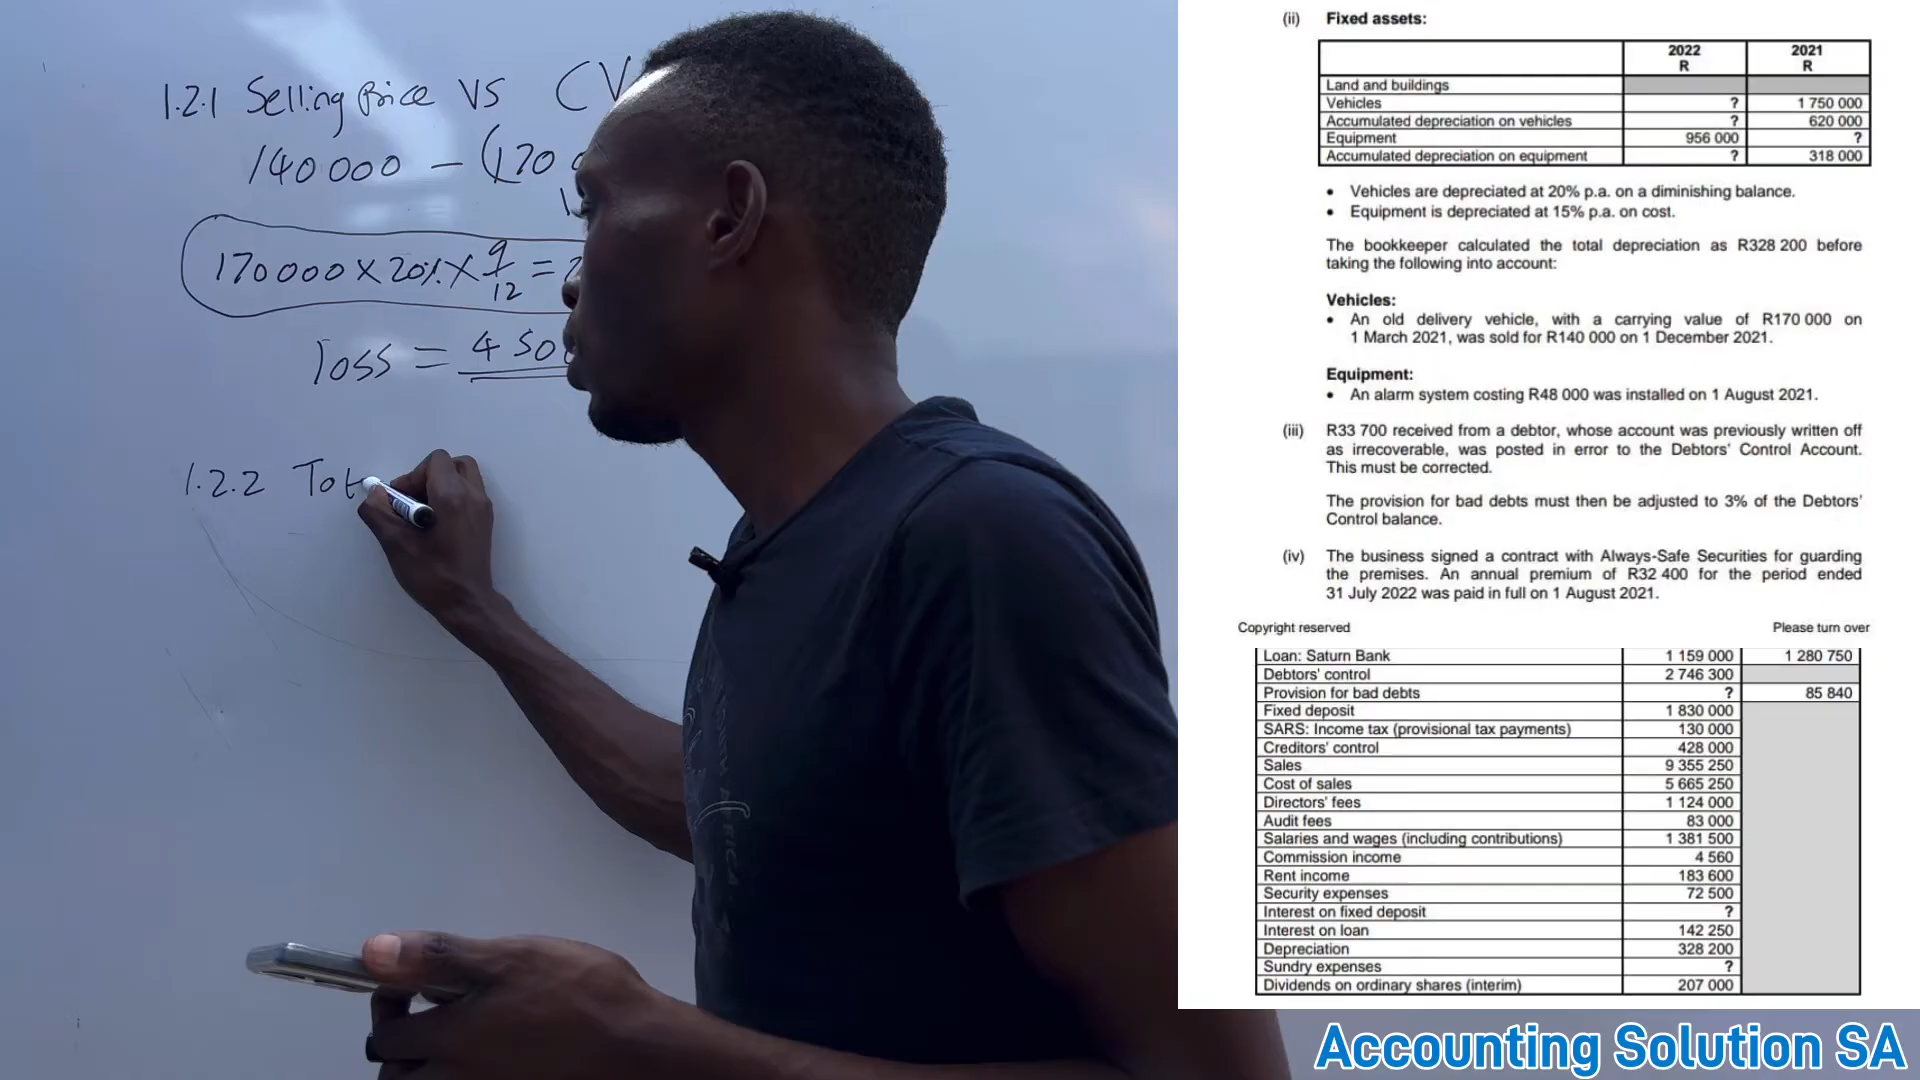 1.2.1 Selling Price VS CV
140000 - (170
170000 X 20% X 9/12 =
loss = 4 500
1.2.2 Tot
(ii) Fixed assets:
2022 R 2021 R
Land and buildings
Vehicles ? 1 750 000
Accumulated depreciation on vehicles ? 620 000
Equipment 956 000 ?
Accumulated depreciation on equipment ? 318 000
• Vehicles are depreciated at 20% p.a. on a diminishing balance.
• Equipment is depreciated at 15% p.a. on cost.
The bookkeeper calculated the total depreciation as R328 200 before
taking the following into account:
Vehicles:
• An old delivery vehicle, with a carrying value of R170 000 on
1 March 2021, was sold for R140 000 on 1 December 2021.
Equipment:
• An alarm system costing R48 000 was installed on 1 August 2021.
(iii) R33 700 received from a debtor, whose account was previously written off
as irrecoverable, was posted in error to the Debtors' Control Account.
This must be corrected.
The provision for bad debts must then be adjusted to 3% of the Debtors'
Control balance.
(iv) The business signed a contract with Always-Safe Securities for guarding
the premises. An annual premium of R32 400 for the period ended
31 July 2022 was paid in full on 1 August 2021.
Copyright reserved Please turn over
Loan: Saturn Bank 1 159 000 1 280 750
Debtors' control 2 746 300
Provision for bad debts ? 85 840
Fixed deposit 1 830 000
SARS: Income tax (provisional tax payments) 130 000
Creditors' control 428 000
Sales 9 355 250
Cost of sales 5 665 250
Directors' fees 1 124 000
Audit fees 83 000
Salaries and wages (including contributions) 1 381 500
Commission income 4 560
Rent income 183 600
Security expenses 72 500
Interest on fixed deposit ?
Interest on loan 142 250
Depreciation 328 200
Sundry expenses ?
Dividends on ordinary shares (interim) 207 000
Accounting Solution SA